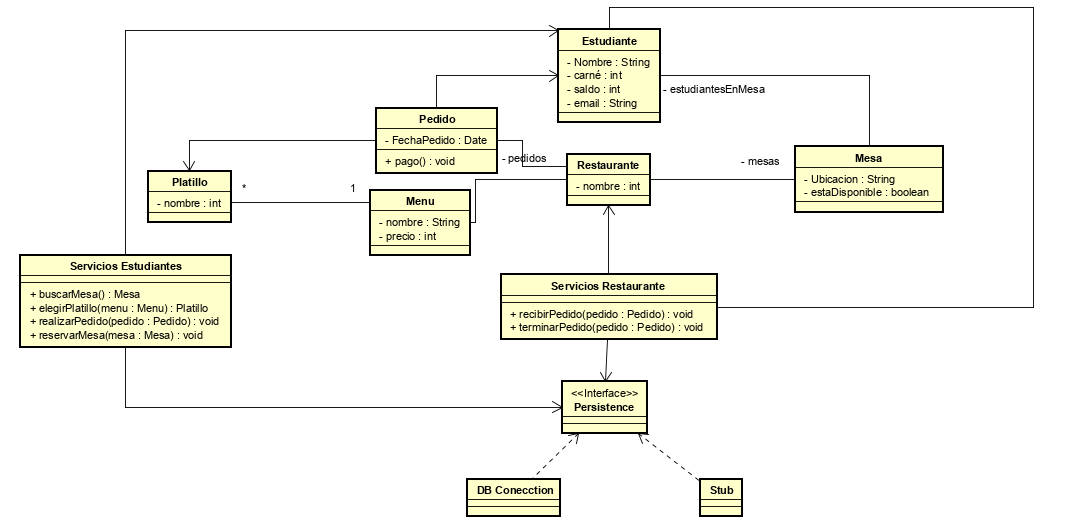 Estudiante
- Nombre : String
- carné : int
- saldo : int
- email : String
- estudiantesEnMesa
Pedido
- FechaPedido : Date
+ pago() : void
- pedidos
Restaurante
- nombre : int
- mesas
Mesa
- Ubicacion : String
- estaDisponible : boolean
Platillo
- nombre : int
*
1
Menu
- nombre : String
- precio : int
Servicios Estudiantes
+ buscarMesa() : Mesa
+ elegirPlatillo(menu : Menu) : Platillo
+ realizarPedido(pedido : Pedido) : void
+ reservarMesa(mesa : Mesa) : void
Servicios Restaurante
+ recibirPedido(pedido : Pedido) : void
+ terminarPedido(pedido : Pedido) : void
<<Interface>>
Persistence
DB Conecction
Stub